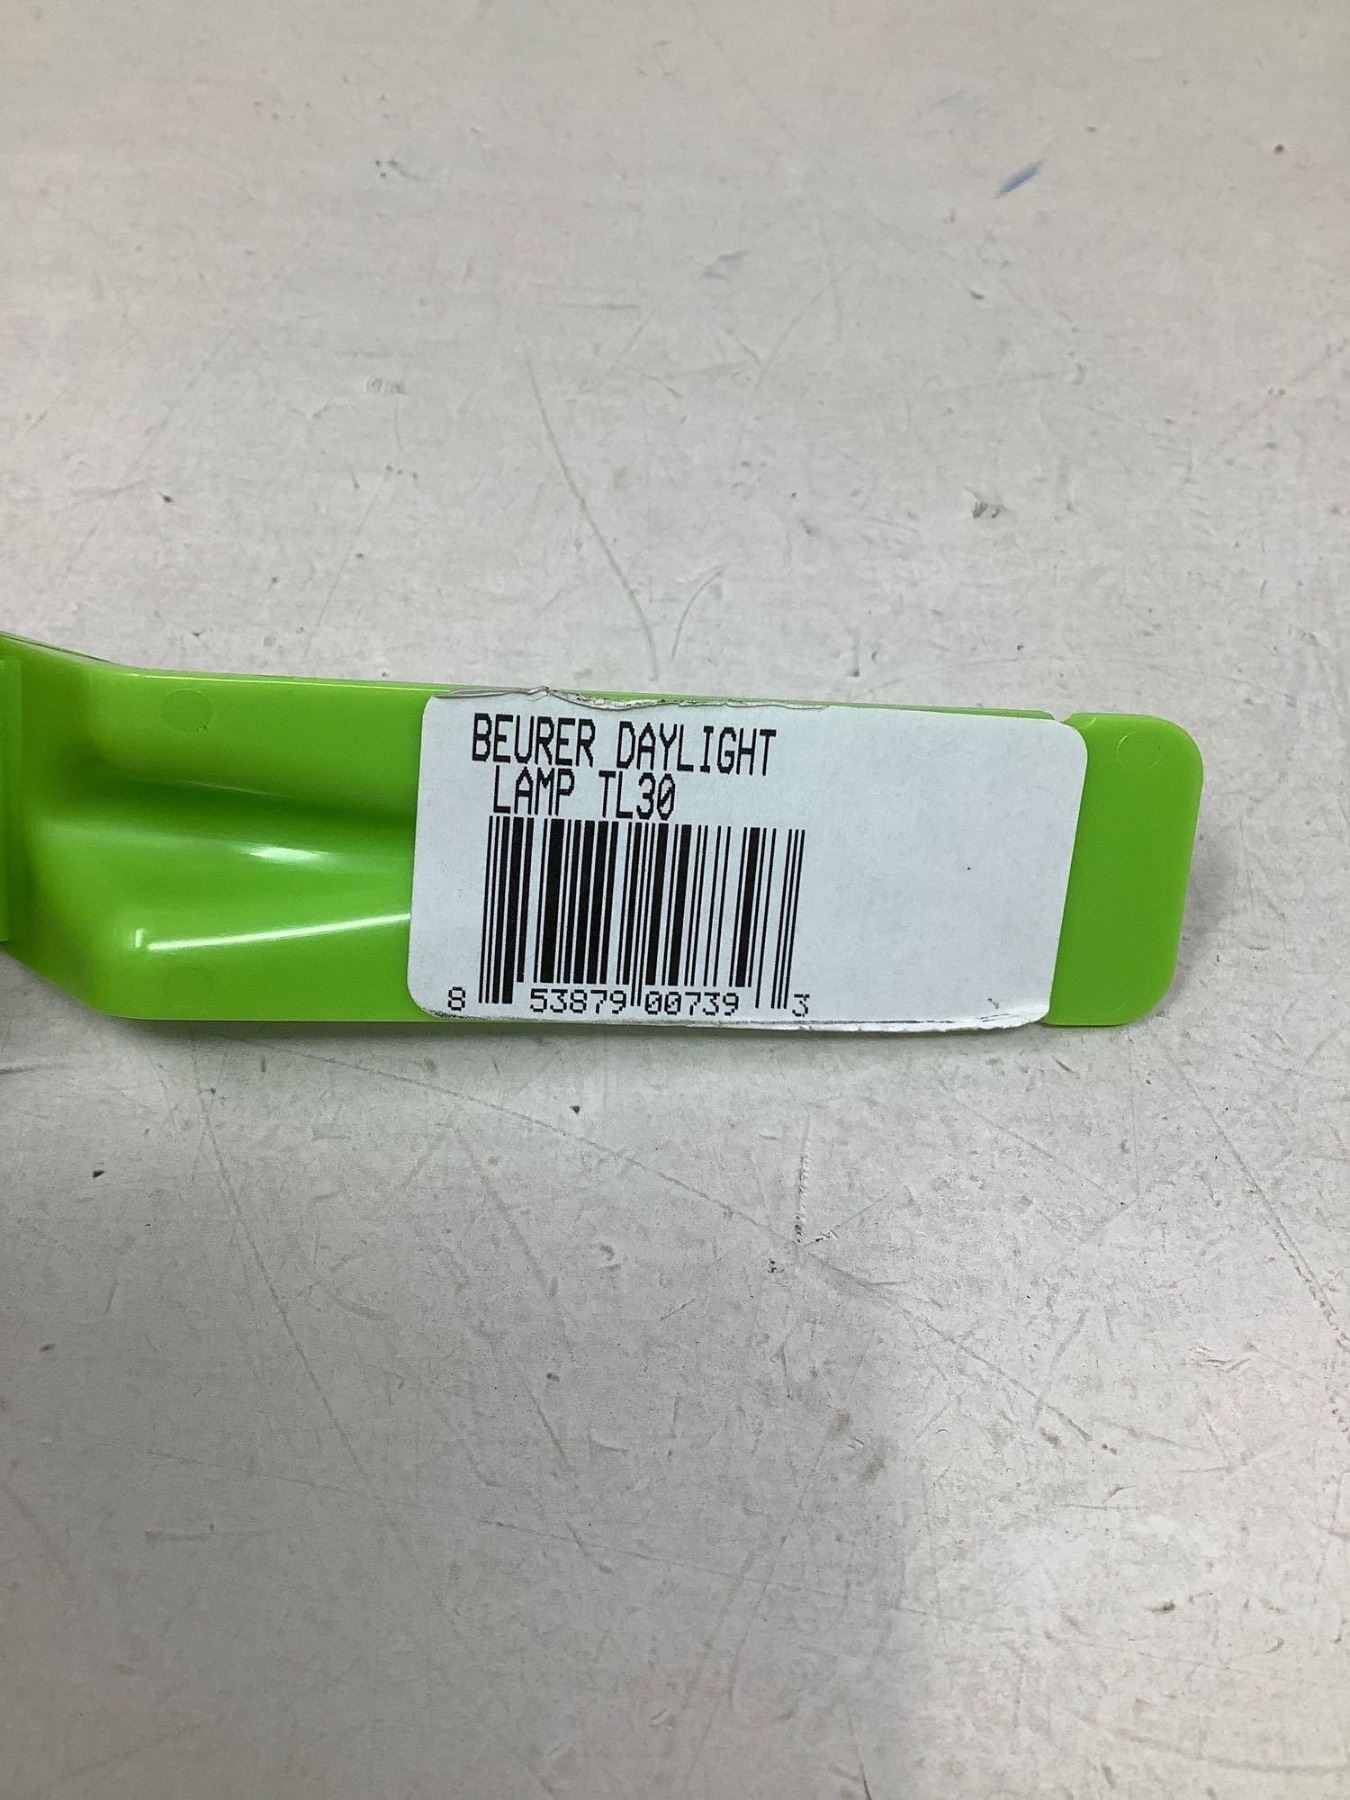 BEURER DAYLIGHT
LAMP TL30
8 53879 00739 3